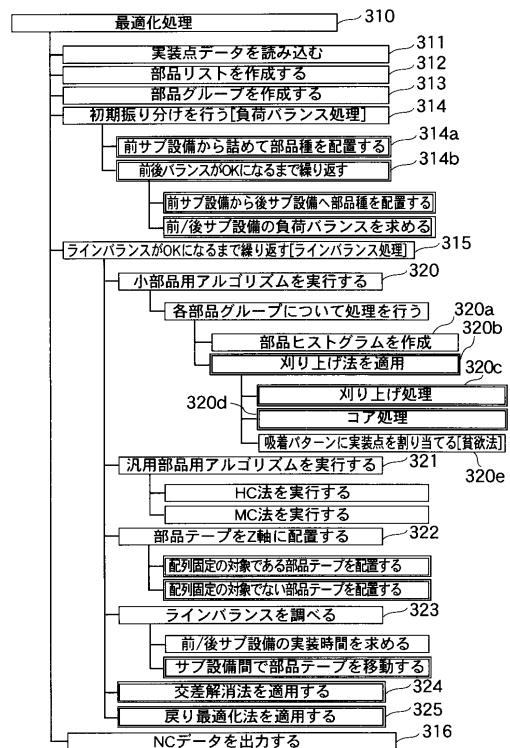 最適化処理 310
実装点データを読み込む 311
部品リストを作成する 312
部品グループを作成する 313
初期振り分けを行う[負荷バランス処理] 314
前サブ設備から詰めて部品種を配置する 314a
前後バランスがOKになるまで繰り返す 314b
前サブ設備から後サブ設備へ部品種を配置する
前/後サブ設備の負荷バランスを求める
ラインバランスがOKになるまで繰り返す[ラインバランス処理] 315
小部品用アルゴリズムを実行する 320
各部品グループについて処理を行う
部品ヒストグラムを作成 320a
刈り上げ法を適用 320b
刈り上げ処理 320c
コア処理 320d
吸着パターンに実装点を割り当てる[貪欲法] 320e
汎用部品用アルゴリズムを実行する 321
HC法を実行する
MC法を実行する
部品テープをZ軸に配置する 322
配列固定の対象である部品テープを配置する
配列固定の対象でない部品テープを配置する
ラインバランスを調べる 323
前/後サブ設備の実装時間を求める
サブ設備間で部品テープを移動する
交差解消法を適用する 324
戻り最適化法を適用する 325
NCデータを出力する 316